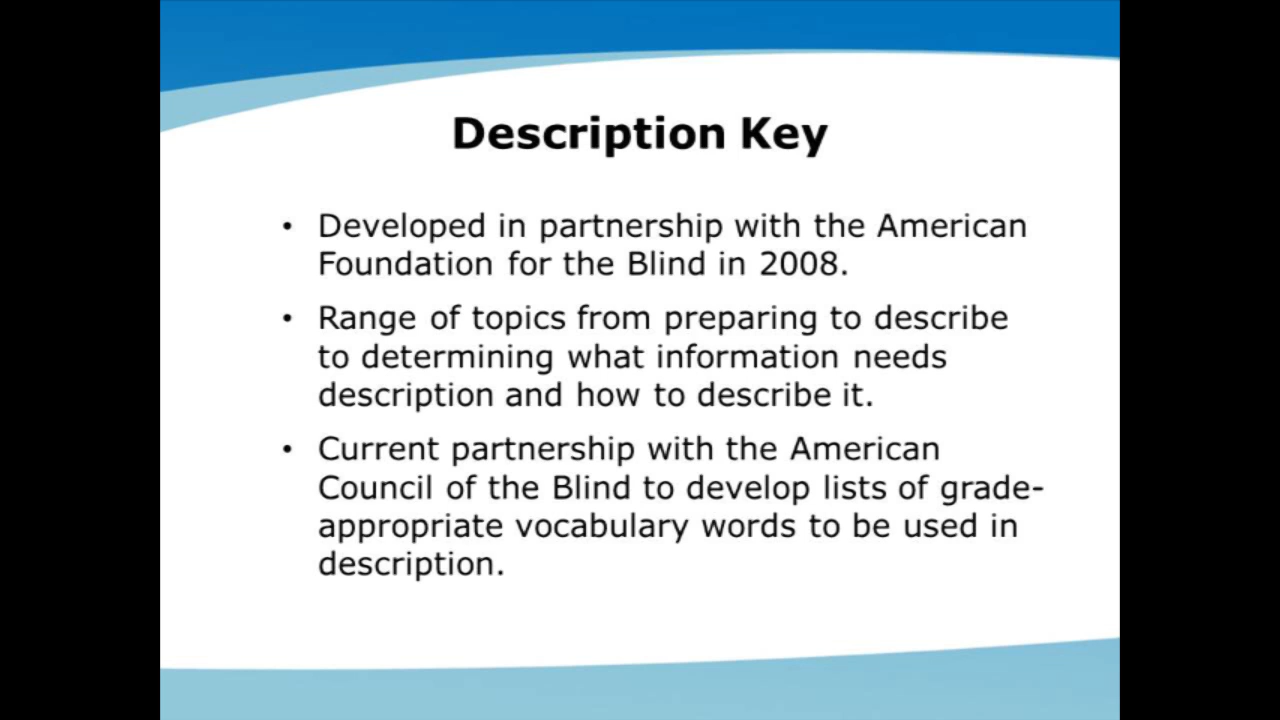 Description Key
• Developed in partnership with the American
Foundation for the Blind in 2008.
• Range of topics from preparing to describe
to determining what information needs
description and how to describe it.
• Current partnership with the American
Council of the Blind to develop lists of grade-
appropriate vocabulary words to be used in
description.